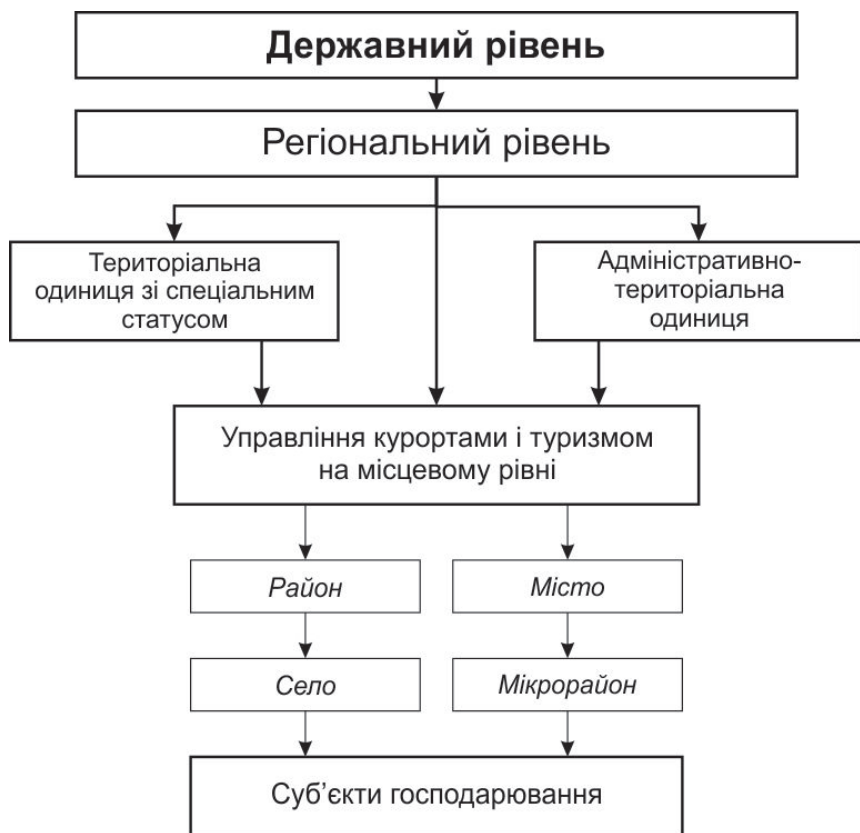 Державний рівень
Регіональний рівень
Територіальна
одиниця зі спеціальним
статусом
Адміністративно-
територіальна
одиниця
Управління курортами і туризмом
на місцевому рівні
Район
Місто
Село
Мікрорайон
Суб’єкти господарювання